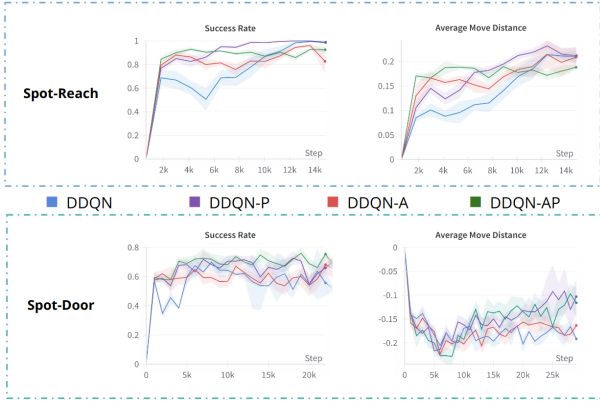 Success Rate
Average Move Distance
Spot-Reach
1
0.8
0.6
0.4
0.2
0
2k 4k 6k 8k 10k 12k 14k
Step
0.2
0.15
0.1
0.05
0
2k 4k 6k 8k 10k 12k 14k
Step
DDQN DDQN-P DDQN-A DDQN-AP
Success Rate
Average Move Distance
Spot-Door
0.8
0.6
0.4
0.2
0
0 5k 10k 15k 20k
Step
0
-0.05
-0.1
-0.15
-0.2
0 5k 10k 15k 20k 25k
Step